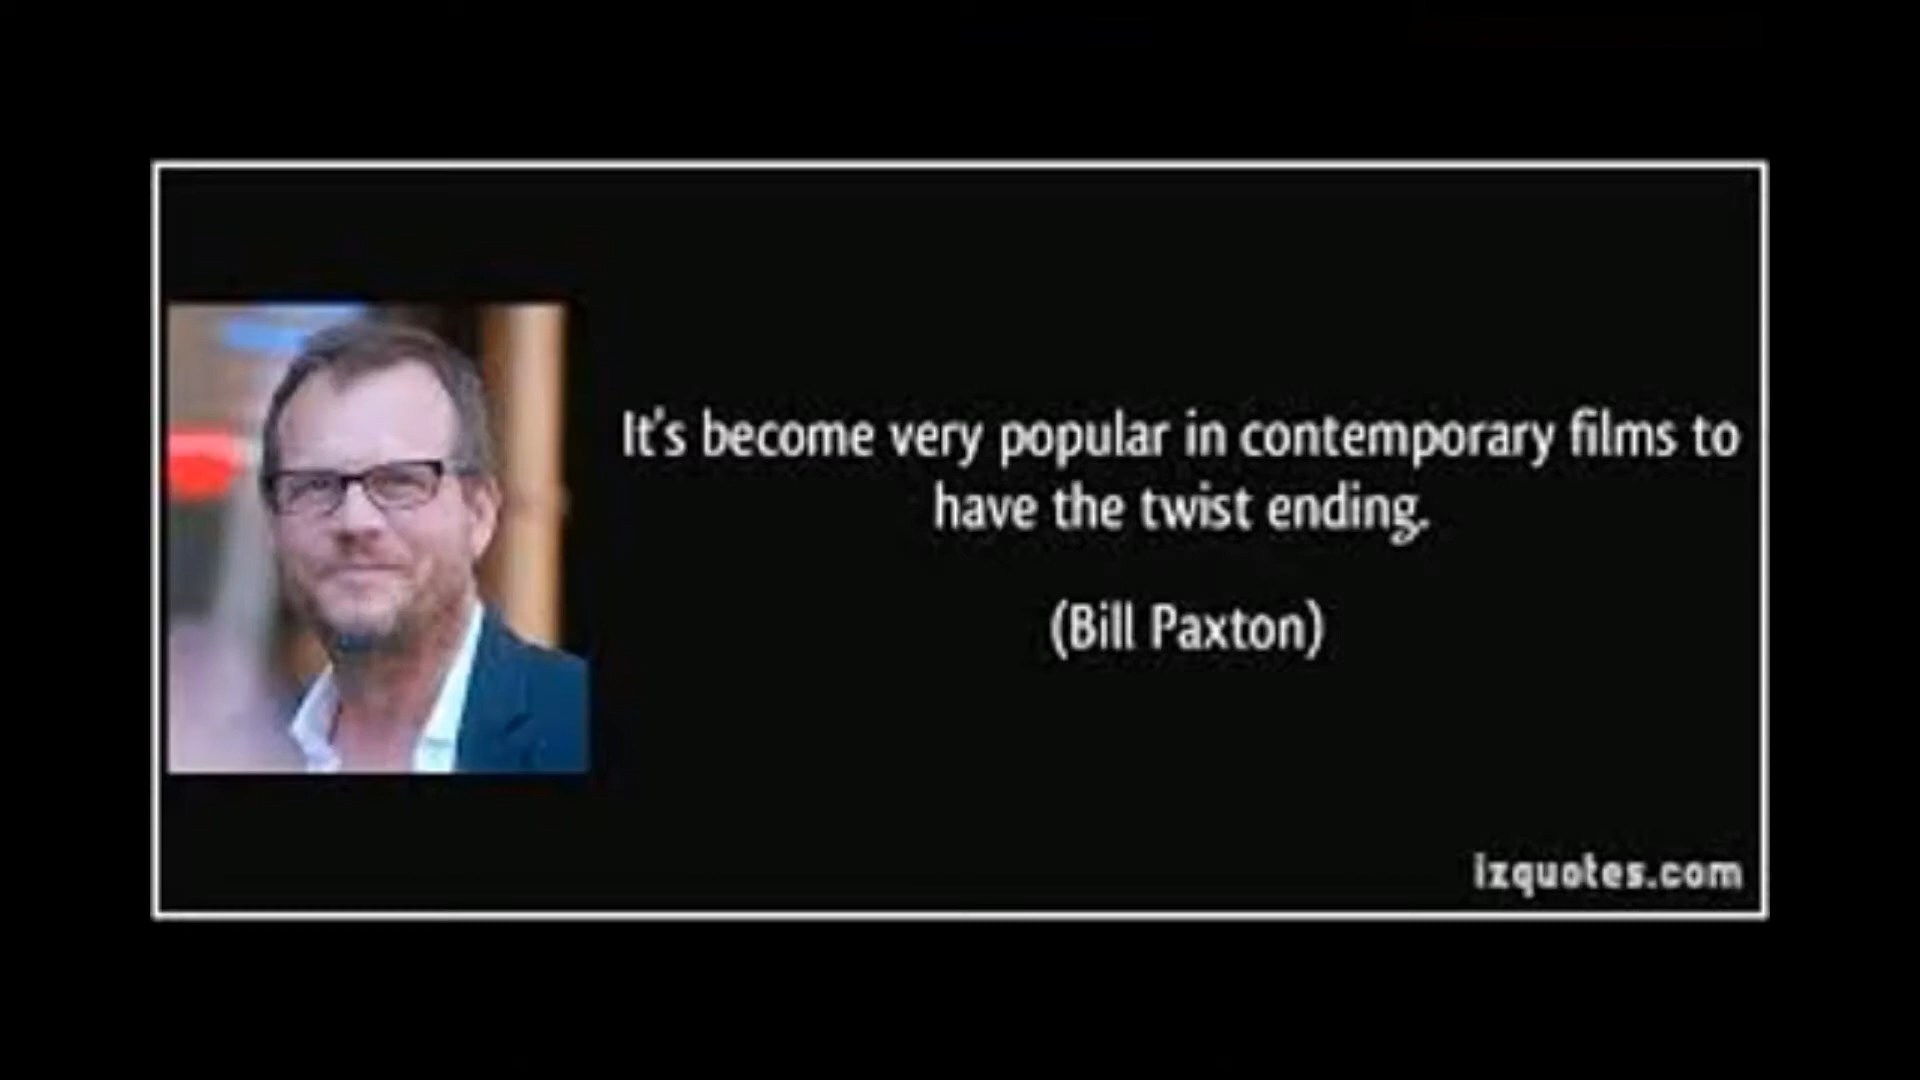 It's become very popular in contemporary films to
have the twist ending.
(Bill Paxton)
izquotes.com